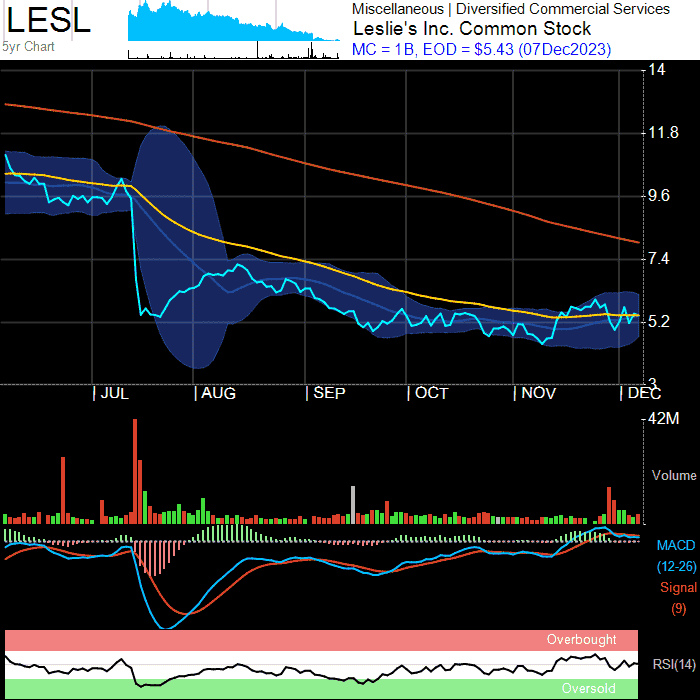 LESL
5yr Chart
Miscellaneous | Diversified Commercial Services
Leslie's Inc. Common Stock
MC = 1B, EOD = $5.43 (07Dec2023)
14
11.8
9.6
7.4
5.2
3
JUL
AUG
SEP
OCT
NOV
DEC
42M
Volume
MACD
(12-26)
Signal
(9)
Overbought
RSI(14)
Oversold